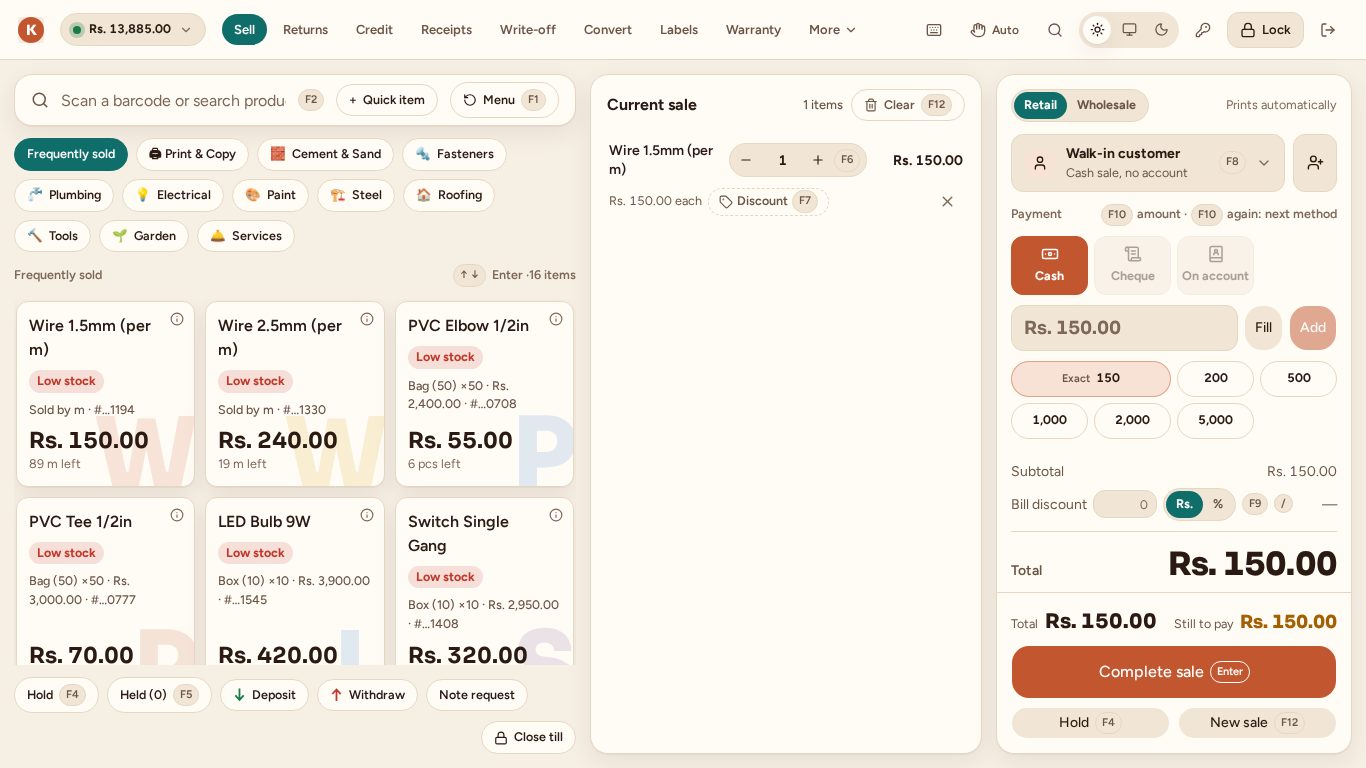 K Rs. 13,885.00 Sell Returns Credit Receipts Write-off Convert Labels Warranty More Auto Lock
Scan a barcode or search produ F2 + Quick item Menu F1
Frequently sold Print & Copy Cement & Sand Fasteners
Plumbing Electrical Paint Steel Roofing
Tools Garden Services
Frequently sold ↑↓ Enter ·16 items
Wire 1.5mm (per m)
Low stock
Sold by m · #…1194
Rs. 150.00
89 m left
Wire 2.5mm (per m)
Low stock
Sold by m · #…1330
Rs. 240.00
19 m left
PVC Elbow 1/2in
Low stock
Bag (50) ×50 · Rs.
2,400.00 · #…0708
Rs. 55.00
6 pcs left
PVC Tee 1/2in
Low stock
Bag (50) ×50 · Rs.
3,000.00 · #…0777
Rs. 70.00
LED Bulb 9W
Low stock
Box (10) ×10 · Rs. 3,900.00
· #…1545
Rs. 420.00
Switch Single
Gang
Low stock
Box (10) ×10 · Rs. 2,950.00
· #…1408
Rs. 320.00
W W P P L S
Hold F4 Held (0) F5 Deposit Withdraw Note request
Close till
Current sale 1 items Clear F12
Wire 1.5mm (per
m)
− 1 + F6 Rs. 150.00
Rs. 150.00 each Discount F7
Retail Wholesale Prints automatically
Walk-in customer
Cash sale, no account
F8
Payment F10 amount · F10 again: next method
Cash Cheque On account
Rs. 150.00 Fill Add
Exact 150 200 500
1,000 2,000 5,000
Subtotal Rs. 150.00
Bill discount 0 Rs. % F9 / —
Total Rs. 150.00
Total Rs. 150.00 Still to pay Rs. 150.00
Complete sale Enter
Hold F4 New sale F12